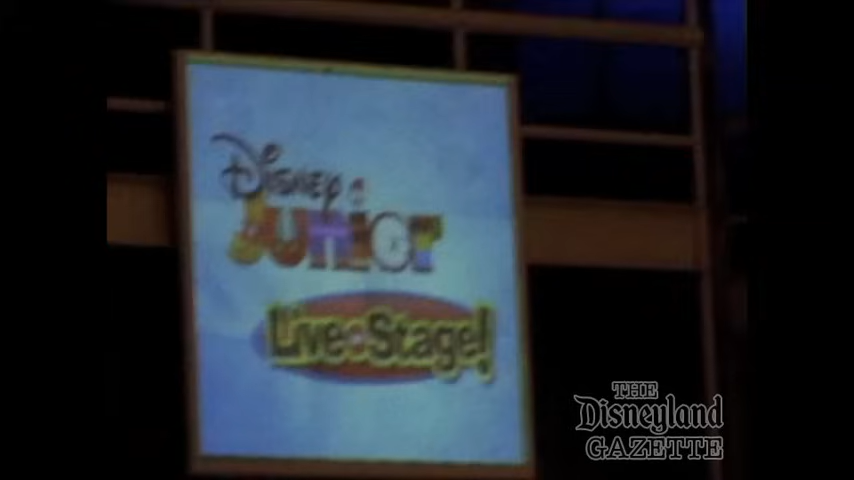 Disney
Junior
Live on Stage!
THE
Disneyland
GAZETTE